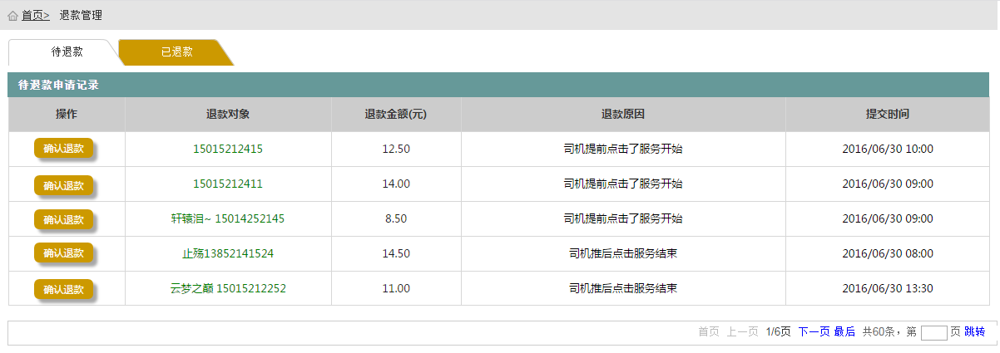 首页> 退款管理
待退款 已退款
待退款申请记录
操作 退款对象 退款金额(元) 退款原因 提交时间
确认退款 15015212415 12.50 司机提前点击了服务开始 2016/06/30 10:00
确认退款 15015212411 14.00 司机提前点击了服务开始 2016/06/30 09:00
确认退款 轩辕泪~ 15014252145 8.50 司机提前点击了服务开始 2016/06/30 09:00
确认退款 止殇13852141524 14.50 司机推后点击服务结束 2016/06/30 08:00
确认退款 云梦之巅 15015212252 11.00 司机推后点击服务结束 2016/06/30 13:30
首页 上一页 1/6页 下一页 最后 共60条，第 页 跳转